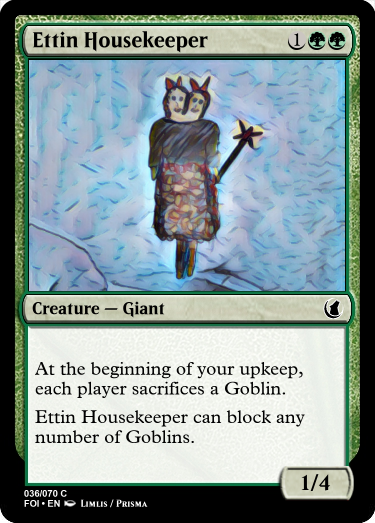 Ettin Housekeeper 1
Creature — Giant
At the beginning of your upkeep,
each player sacrifices a Goblin.
Ettin Housekeeper can block any
number of Goblins.
1/4
036/070 C
FOI • EN Limlis / Prisma